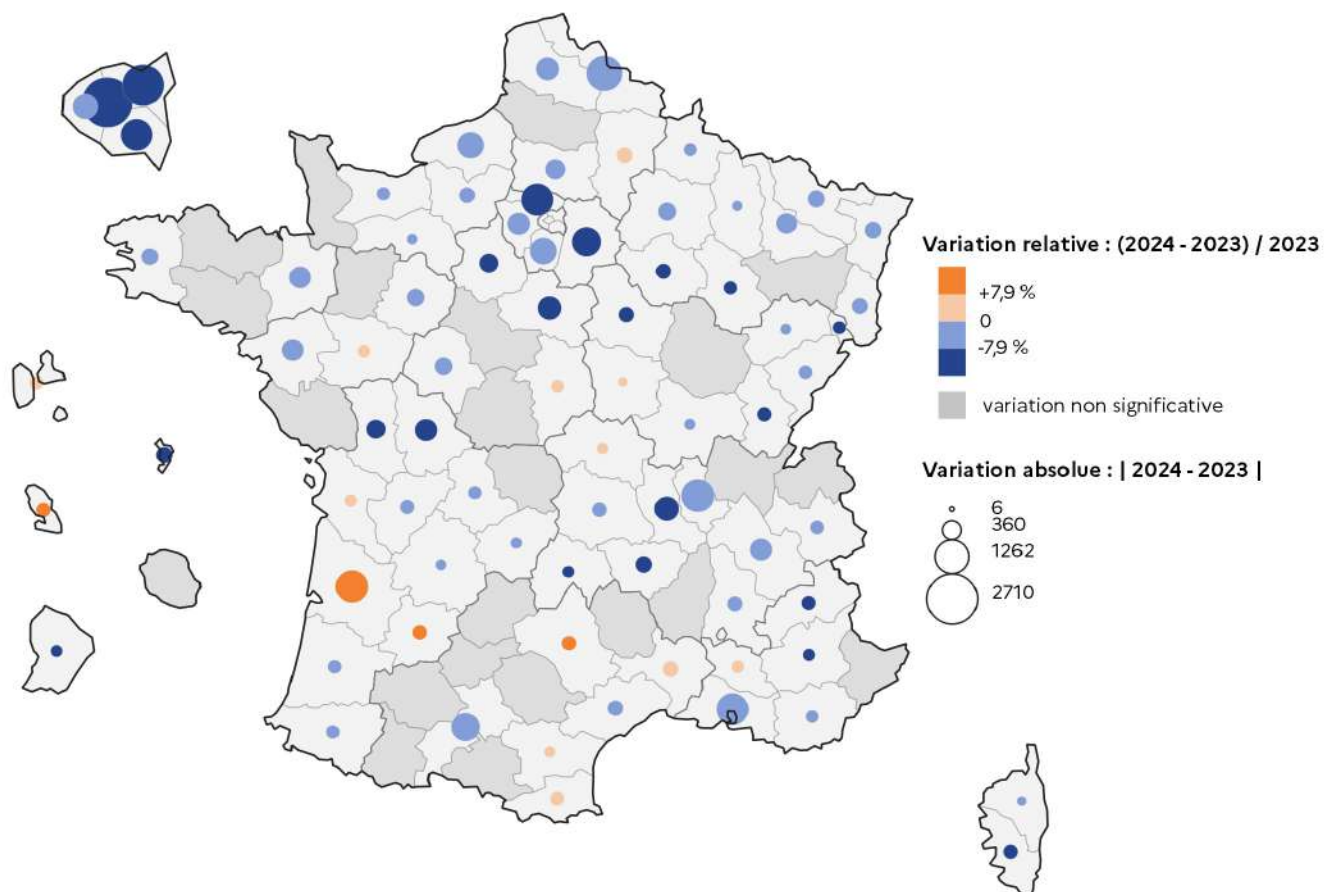 Variation relative : (2024 - 2023) / 2023
+7,9 %
0
-7,9 %
variation non significative
Variation absolue : | 2024 - 2023 |
6
360
1262
2710